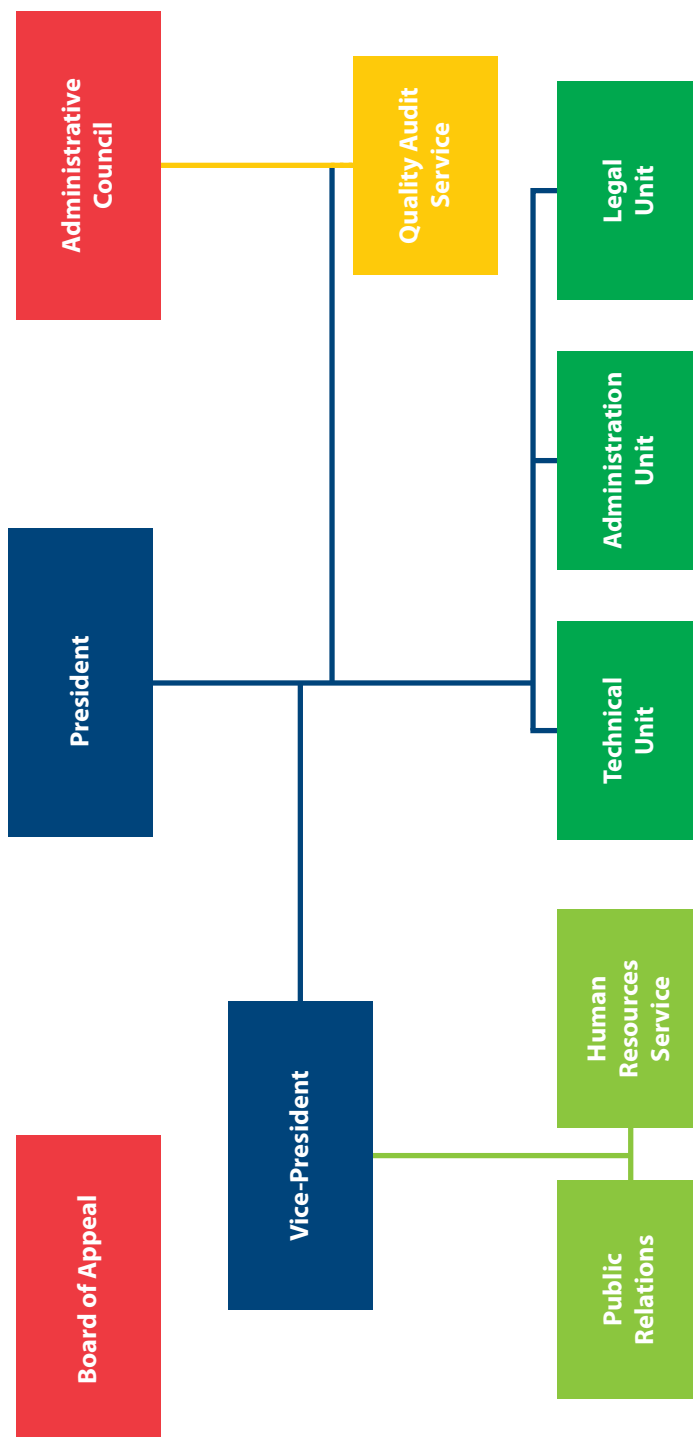 Board of Appeal
President
Administrative
Council
Vice-President
Quality Audit
Service
Public
Relations
Human
Resources
Service
Technical
Unit
Administration
Unit
Legal
Unit